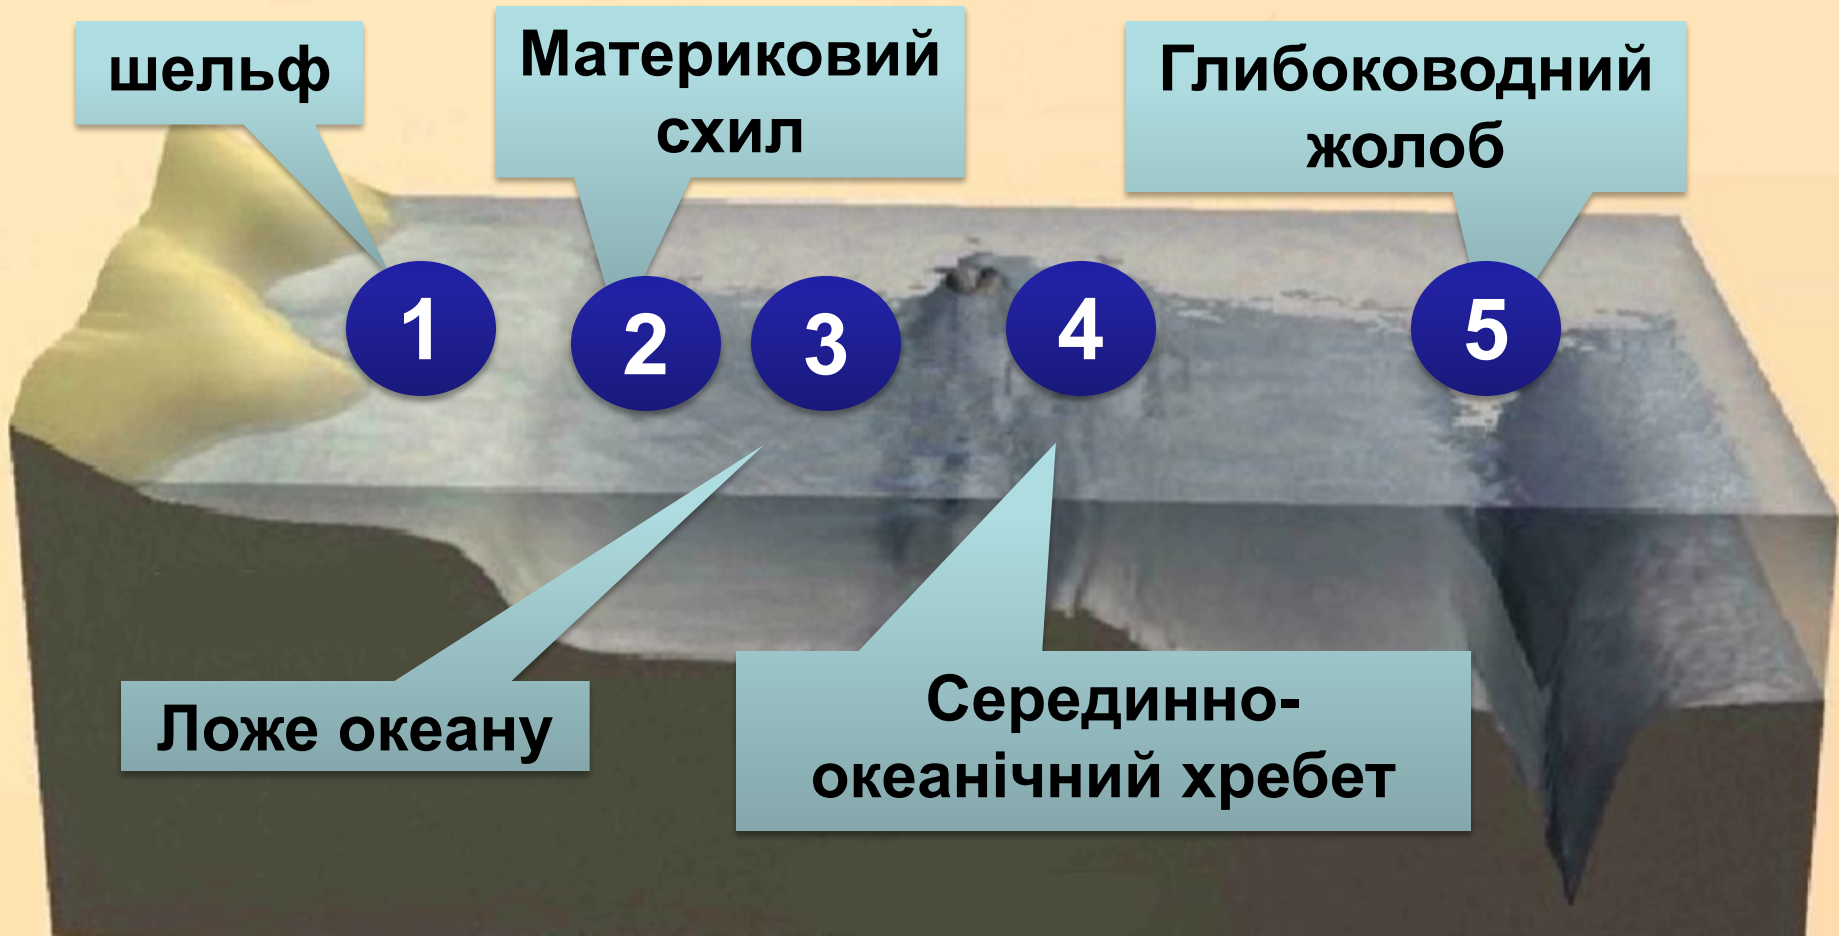 шельф
Материковий
схил
Глибоководний
жолоб
1
2
3
4
5
Ложе океану
Серединно-
океанічний хребет